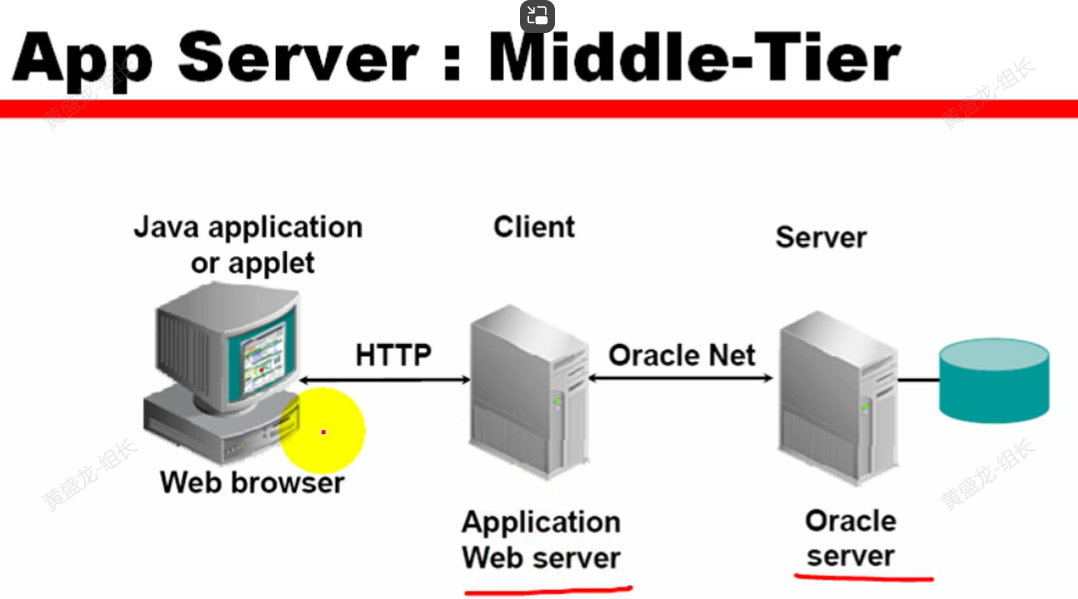 App Server : Middle-Tier
黄盛龙-组长
黄盛龙-组长
Java application
or applet
Client
Server
HTTP
Oracle Net
Web browser
Application
Web server
Oracle
server
黄盛龙-组长
黄盛龙-组长